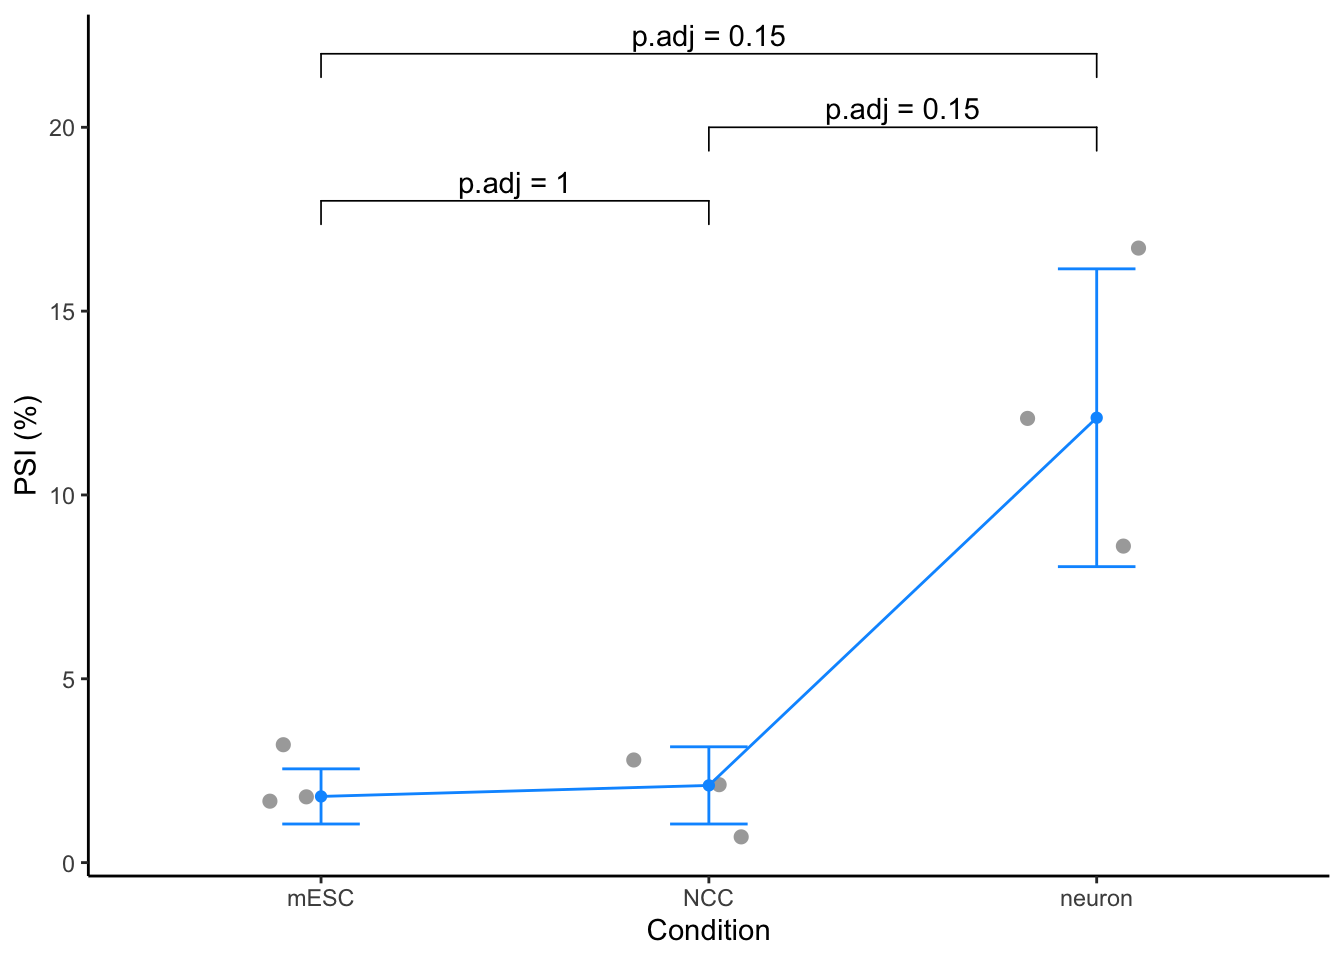 p.adj = 0.15
p.adj = 0.15
p.adj = 1
20
15
10
5
0
PSI (%)
mESC NCC neuron
Condition